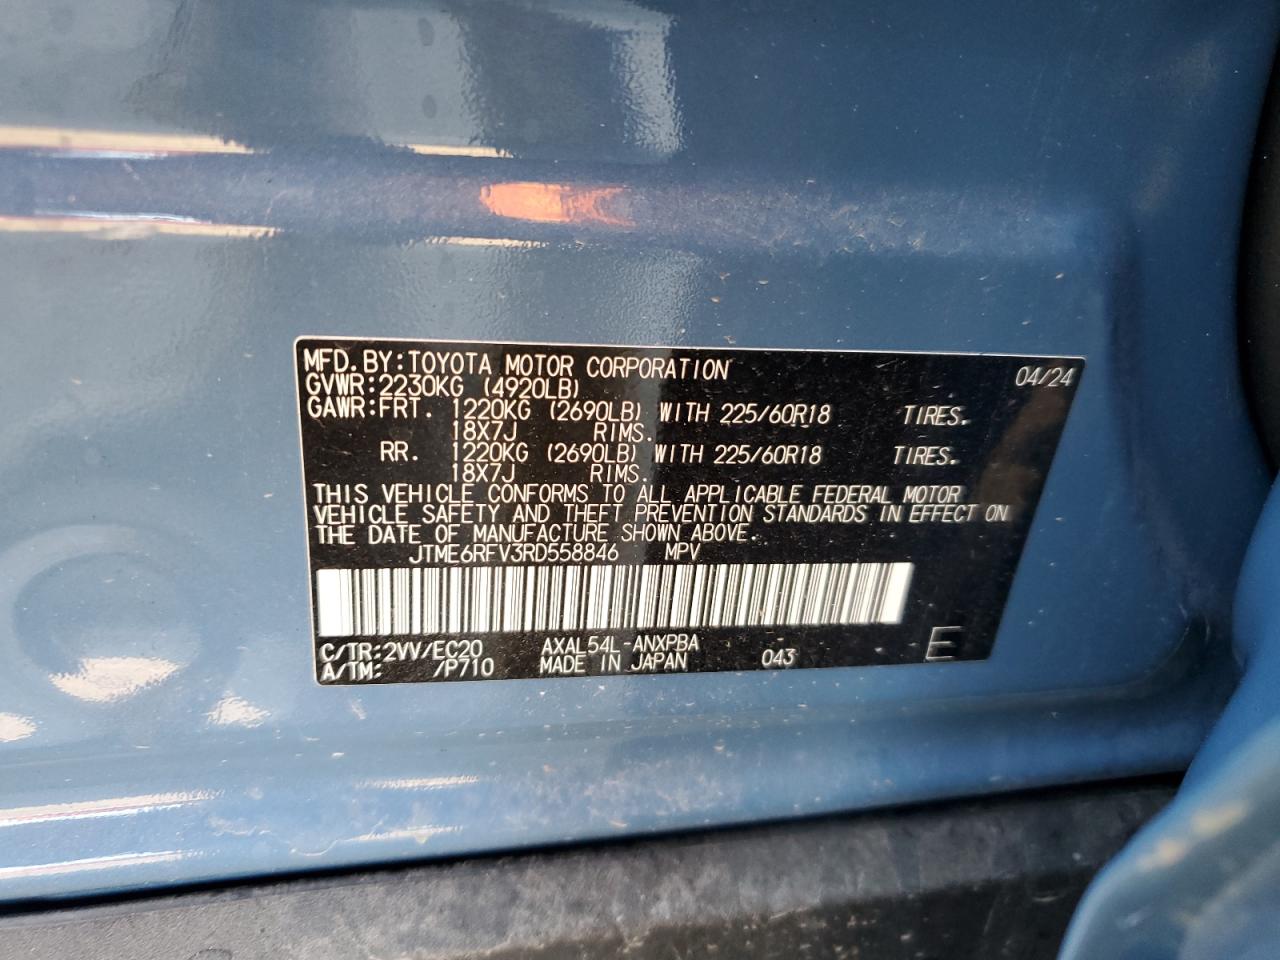 MFD.BY:TOYOTA MOTOR CORPORATION 04/24
GVWR:2230KG (4920LB)
GAWR:FRT. 1220KG (2690LB) WITH 225/60R18 TIRES.
18X7J RIMS.
RR. 1220KG (2690LB) WITH 225/60R18 TIRES.
18X7J RIMS.
THIS VEHICLE CONFORMS TO ALL APPLICABLE FEDERAL MOTOR
VEHICLE SAFETY AND THEFT PREVENTION STANDARDS IN EFFECT ON
THE DATE OF MANUFACTURE SHOWN ABOVE.
JTME6RFV3RD558846 MPV
C/TR:2VV/EC20 AXAL54L-ANXPBA
A/TM: /P710 MADE IN JAPAN 043 E